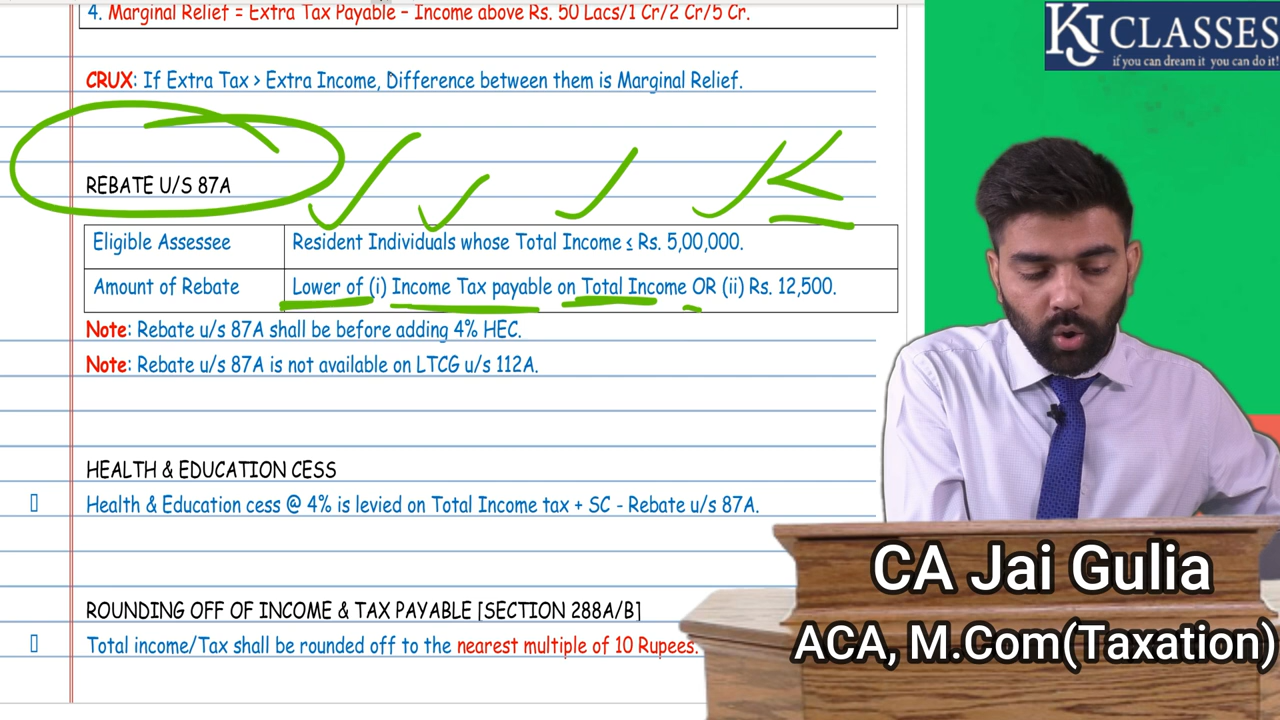 4. Marginal Relief = Extra Tax Payable – Income above Rs. 50 Lacs/1 Cr/2 Cr/5 Cr.
KJ CLASSES
if you can dream it you can do it!
CRUX: If Extra Tax > Extra Income, Difference between them is Marginal Relief.
REBATE U/S 87A
Eligible Assessee Resident Individuals whose Total Income ≤ Rs. 5,00,000.
Amount of Rebate Lower of (i) Income Tax payable on Total Income OR (ii) Rs. 12,500.
Note: Rebate u/s 87A shall be before adding 4% HEC.
Note: Rebate u/s 87A is not available on LTCG u/s 112A.
HEALTH & EDUCATION CESS
Health & Education cess @ 4% is levied on Total Income tax + SC - Rebate u/s 87A.
ROUNDING OFF OF INCOME & TAX PAYABLE [SECTION 288A/B]
Total income/Tax shall be rounded off to the nearest multiple of 10 Rupees.
CA Jai Gulia
ACA, M.Com(Taxation)